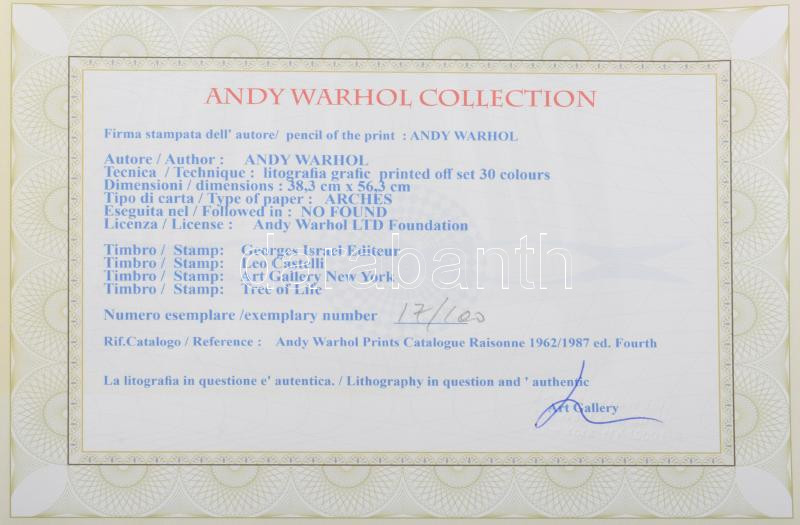 ANDY WARHOL COLLECTION
Firma stampata dell' autore/ pencil of the print : ANDY WARHOL
Autore / Author : ANDY WARHOL
Tecnica / Technique : litografia grafic printed off set 30 colours
Dimensioni / dimensions : 38,3 cm x 56,3 cm
Tipo di carta / Type of paper : ARCHES
Eseguita nel / Followed in : NO FOUND
Licenza / License : Andy Warhol LTD Foundation
Timbro / Stamp: Georges Israel Editeur
Timbro / Stamp: Leo Castelli
Timbro / Stamp: Art Gallery New York
Timbro / Stamp: Tree of Life
darabanth
Numero esemplare /exemplary number 17/100
Rif.Catalogo / Reference : Andy Warhol Prints Catalogue Raisonne 1962/1987 ed. Fourth
La litografia in questione e' autentica. / Lithography in question and ' authentic
Art Gallery